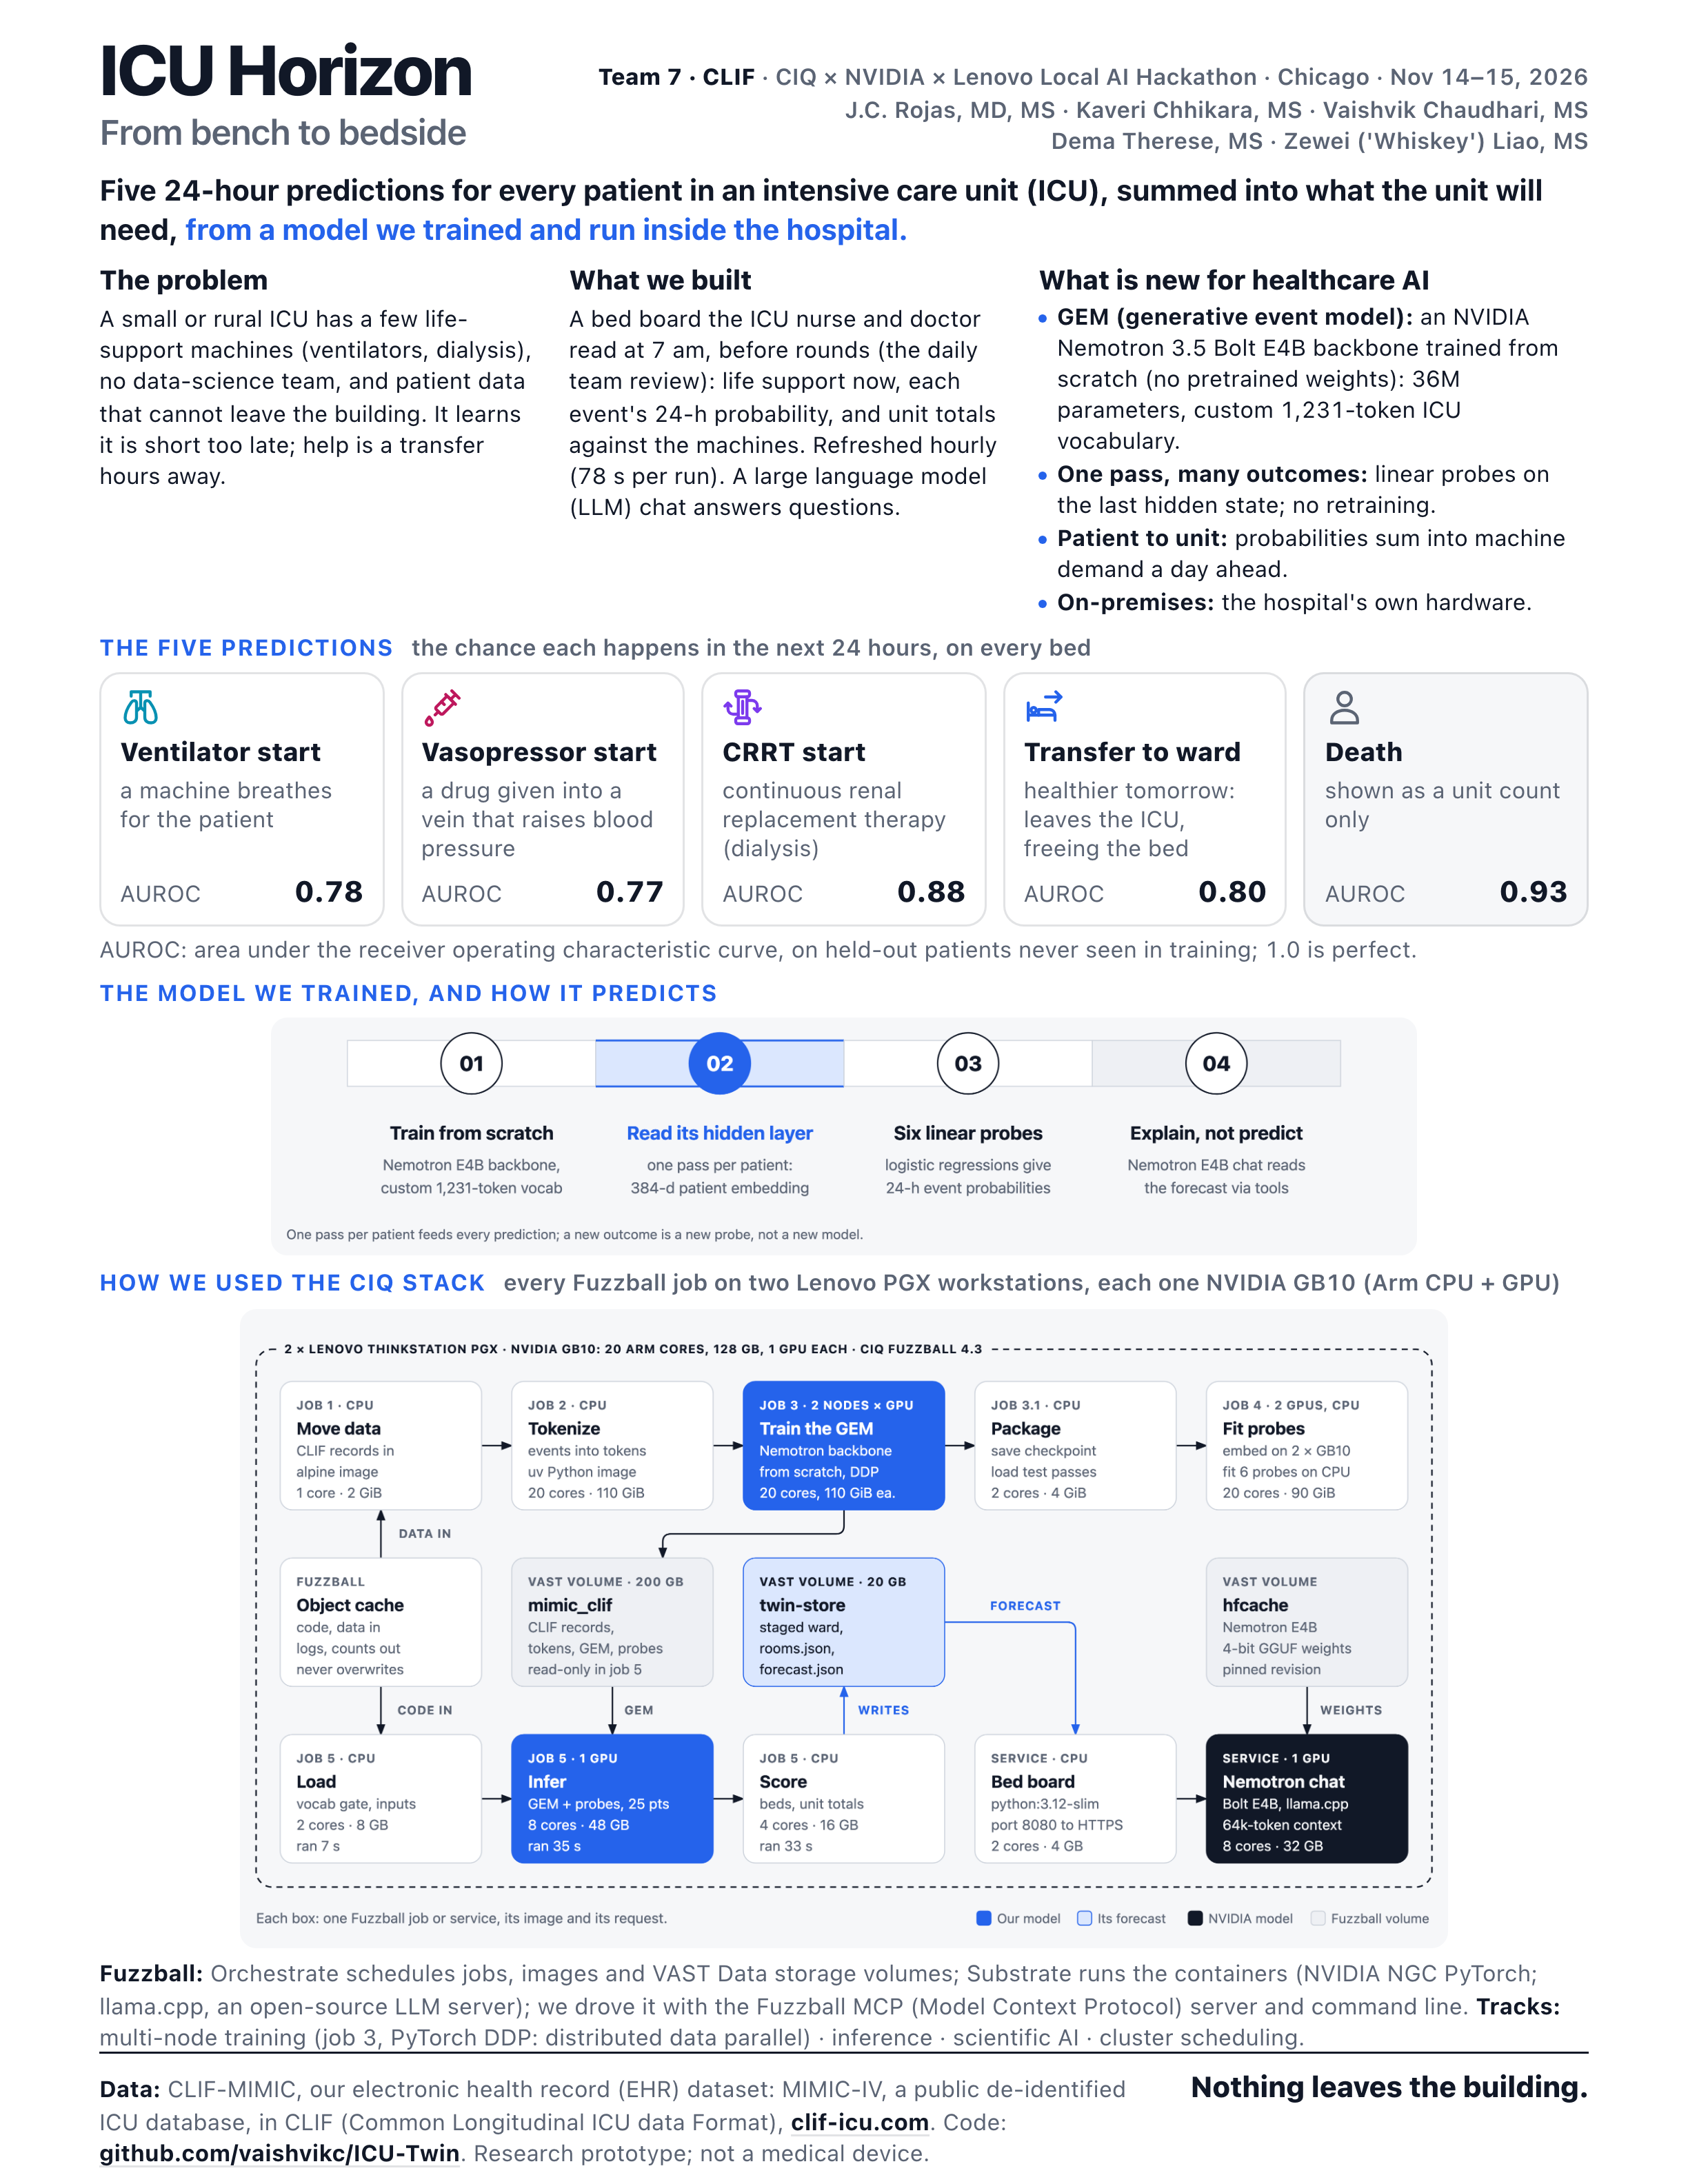 ICU Horizon
From bench to bedside
Team 7 · CLIF · CIQ × NVIDIA × Lenovo Local AI Hackathon · Chicago · Nov 14–15, 2026
J.C. Rojas, MD, MS · Kaveri Chhikara, MS · Vaishvik Chaudhari, MS
Dema Therese, MS · Zewei ('Whiskey') Liao, MS
Five 24-hour predictions for every patient in an intensive care unit (ICU), summed into what the unit will
need, from a model we trained and run inside the hospital.
The problem
A small or rural ICU has a few life-
support machines (ventilators, dialysis),
no data-science team, and patient data
that cannot leave the building. It learns
it is short too late; help is a transfer
hours away.
What we built
A bed board the ICU nurse and doctor
read at 7 am, before rounds (the daily
team review): life support now, each
event's 24-h probability, and unit totals
against the machines. Refreshed hourly
(78 s per run). A large language model
(LLM) chat answers questions.
What is new for healthcare AI
• GEM (generative event model): an NVIDIA
Nemotron 3.5 Bolt E4B backbone trained from
scratch (no pretrained weights): 36M
parameters, custom 1,231-token ICU
vocabulary.
• One pass, many outcomes: linear probes on
the last hidden state; no retraining.
• Patient to unit: probabilities sum into machine
demand a day ahead.
• On-premises: the hospital's own hardware.
THE FIVE PREDICTIONS the chance each happens in the next 24 hours, on every bed
Ventilator start
a machine breathes
for the patient
AUROC 0.78
Vasopressor start
a drug given into a
vein that raises blood
pressure
AUROC 0.77
CRRT start
continuous renal
replacement therapy
(dialysis)
AUROC 0.88
Transfer to ward
healthier tomorrow:
leaves the ICU,
freeing the bed
AUROC 0.80
Death
shown as a unit count
only
AUROC 0.93
AUROC: area under the receiver operating characteristic curve, on held-out patients never seen in training; 1.0 is perfect.
THE MODEL WE TRAINED, AND HOW IT PREDICTS
01
Train from scratch
Nemotron E4B backbone,
custom 1,231-token vocab
02
Read its hidden layer
one pass per patient:
384-d patient embedding
03
Six linear probes
logistic regressions give
24-h event probabilities
04
Explain, not predict
Nemotron E4B chat reads
the forecast via tools
One pass per patient feeds every prediction; a new outcome is a new probe, not a new model.
HOW WE USED THE CIQ STACK every Fuzzball job on two Lenovo PGX workstations, each one NVIDIA GB10 (Arm CPU + GPU)
2 × LENOVO THINKSTATION PGX · NVIDIA GB10: 20 ARM CORES, 128 GB, 1 GPU EACH · CIQ FUZZBALL 4.3
JOB 1 · CPU
Move data
CLIF records in
alpine image
1 core · 2 GiB
JOB 2 · CPU
Tokenize
events into tokens
uv Python image
20 cores · 110 GiB
JOB 3 · 2 NODES × GPU
Train the GEM
Nemotron backbone
from scratch, DDP
20 cores, 110 GiB ea.
JOB 3.1 · CPU
Package
save checkpoint
load test passes
2 cores · 4 GiB
JOB 4 · 2 GPUS, CPU
Fit probes
embed on 2 × GB10
fit 6 probes on CPU
20 cores · 90 GiB
DATA IN
FUZZBALL
Object cache
code, data in
logs, counts out
never overwrites
VAST VOLUME · 200 GB
mimic_clif
CLIF records,
tokens, GEM, probes
read-only in job 5
VAST VOLUME · 20 GB
twin-store
staged ward,
rooms.json,
forecast.json
FORECAST
VAST VOLUME
hfcache
Nemotron E4B
4-bit GGUF weights
pinned revision
CODE IN
GEM
WRITES
WEIGHTS
JOB 5 · CPU
Load
vocab gate, inputs
2 cores · 8 GB
ran 7 s
JOB 5 · 1 GPU
Infer
GEM + probes, 25 pts
8 cores · 48 GB
ran 35 s
JOB 5 · CPU
Score
beds, unit totals
4 cores · 16 GB
ran 33 s
SERVICE · CPU
Bed board
python:3.12-slim
port 8080 to HTTPS
2 cores · 4 GB
SERVICE · 1 GPU
Nemotron chat
Bolt E4B, llama.cpp
64k-token context
8 cores · 32 GB
Each box: one Fuzzball job or service, its image and its request.
Our model
Its forecast
NVIDIA model
Fuzzball volume
Fuzzball: Orchestrate schedules jobs, images and VAST Data storage volumes; Substrate runs the containers (NVIDIA NGC PyTorch;
llama.cpp, an open-source LLM server); we drove it with the Fuzzball MCP (Model Context Protocol) server and command line. Tracks:
multi-node training (job 3, PyTorch DDP: distributed data parallel) · inference · scientific AI · cluster scheduling.
Data: CLIF-MIMIC, our electronic health record (EHR) dataset: MIMIC-IV, a public de-identified
ICU database, in CLIF (Common Longitudinal ICU data Format), clif-icu.com. Code:
github.com/vaishvikc/ICU-Twin. Research prototype; not a medical device.
Nothing leaves the building.